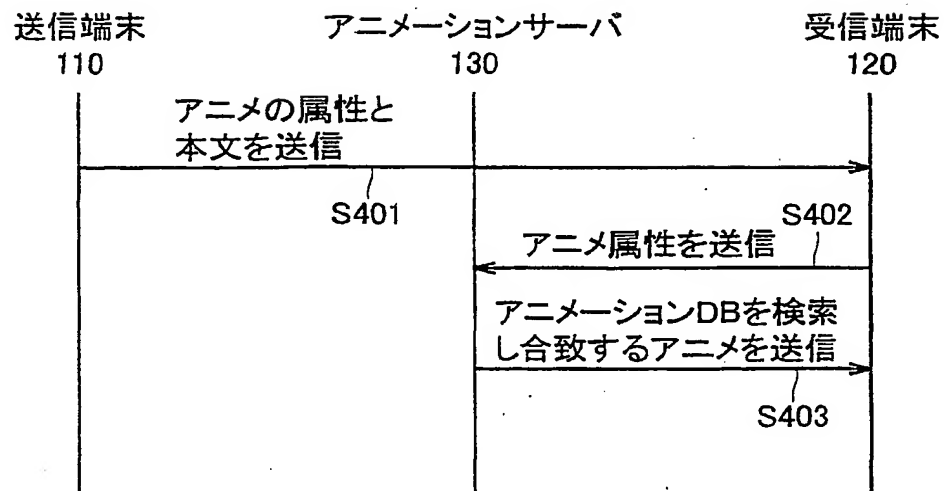 送信端末 アニメーションサーバ 受信端末
110 130 120
アニメの属性と
本文を送信
S401
S402
アニメ属性を送信
アニメーションDBを検索
し合致するアニメを送信
S403